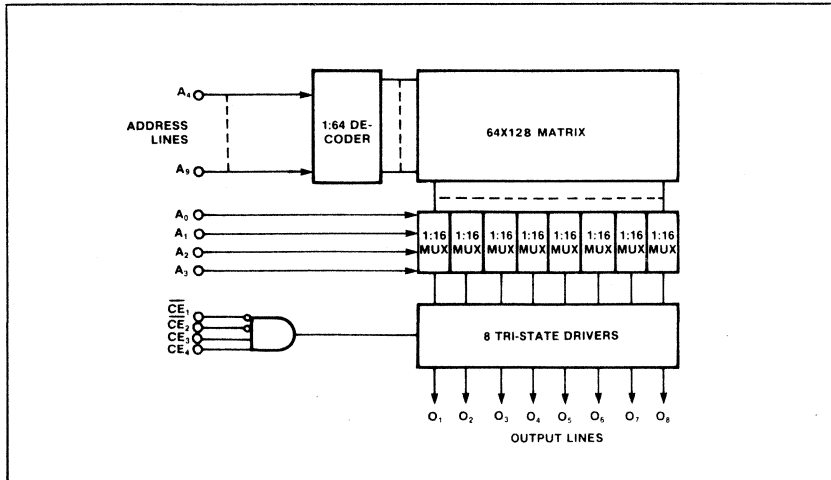 A₄
ADDRESS
LINES
A₉
1:64 DE-
CODER
64X128 MATRIX
A₀
A₁
A₂
A₃
1:16 MUX
1:16 MUX
1:16 MUX
1:16 MUX
1:16 MUX
1:16 MUX
1:16 MUX
1:16 MUX
C̅E̅₁
C̅E̅₂
CE₃
CE₄
8 TRI-STATE DRIVERS
O₁ O₂ O₃ O₄ O₅ O₆ O₇ O₈
OUTPUT LINES